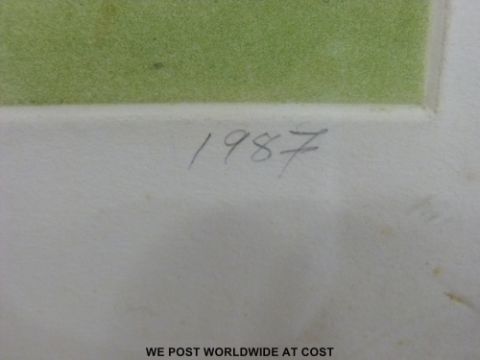 1987
WE POST WORLDWIDE AT COST